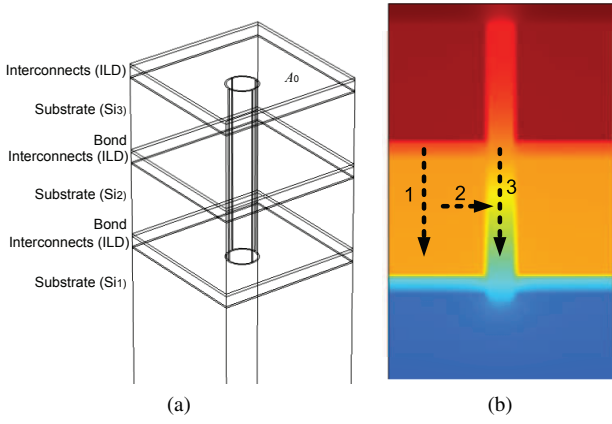 Interconnects (ILD)
A0
Substrate (Si3)
Bond
Interconnects (ILD)
Substrate (Si2)
Bond
Interconnects (ILD)
Substrate (Si1)
1
2
3
(a)
(b)